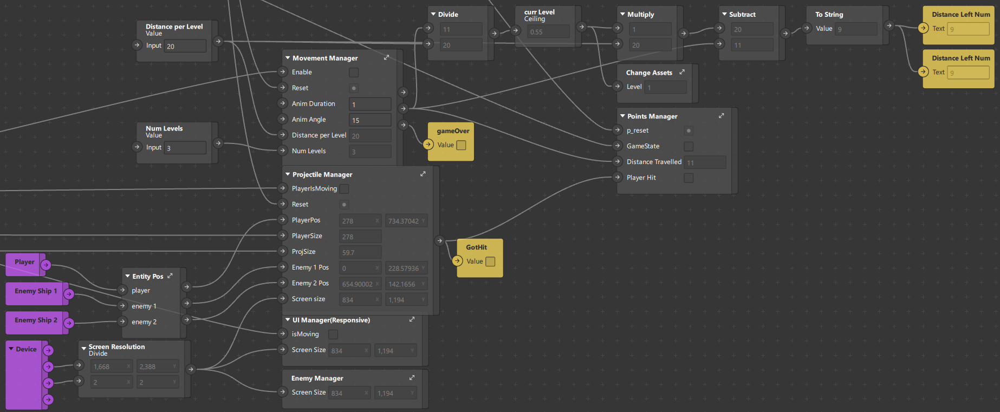 Distance per Level
Value
Input 20
Num Levels
Value
Input 3
Movement Manager
Enable
Reset
Anim Duration 1
Anim Angle 15
Distance per Level 20
Num Levels 3
Divide
11
20
curr Level
Ceiling
0.55
Multiply
1
20
Subtract
20
11
To String
Value 9
Distance Left Num
Text 9
Distance Left Num
Text 9
Change Assets
Level 1
Points Manager
p_reset
GameState
Distance Travelled 11
Player Hit
gameOver
Value
Projectile Manager
PlayerIsMoving
Reset
PlayerPos 278 X 734.37042 Y
PlayerSize 278
ProjSize 59.7
Enemy 1 Pos 0 X 228.57936 Y
Enemy 2 Pos 654.90002 X 142.1656 Y
Screen size 834 X 1,194 Y
GotHit
Value
Player
Enemy Ship 1
Enemy Ship 2
Entity Pos
player
enemy 1
enemy 2
Device
Screen Resolution
Divide
1,668 X 2,388 Y
2 X 2 Y
UI Manager(Responsive)
isMoving
Screen Size 834 X 1,194 Y
Enemy Manager
Screen Size 834 X 1,194 Y